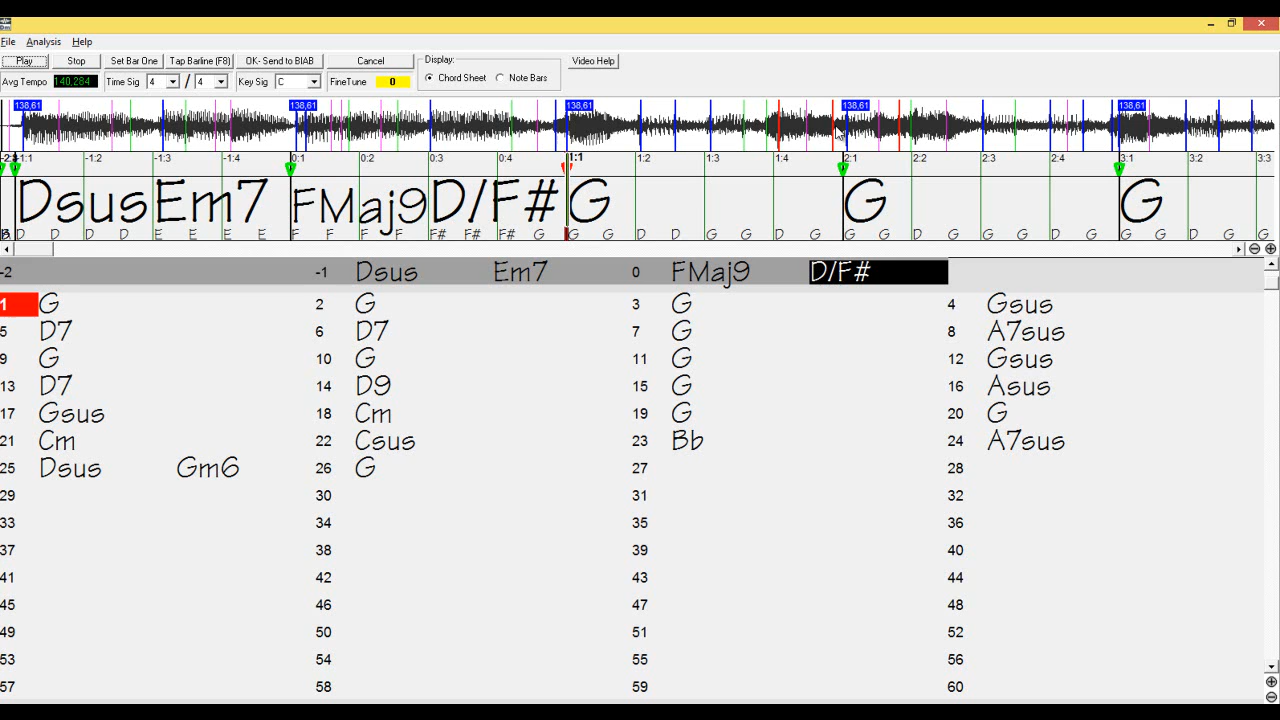 File Analysis Help
Play Stop Set Bar One Tap Barline (F8) OK- Send to BIAB Cancel Display: Video Help
Avg Tempo 140,284 Time Sig 4 / 4 Key Sig C FineTune 0 Chord Sheet Note Bars
138,61 138,61 138,61 138,61 138,61
-1:1 -1:2 -1:3 -1:4 0:1 0:2 0:3 0:4 1:1 1:2 1:3 1:4 2:1 2:2 2:3 2:4 3:1 3:2 3:3
Dsus Em7 FMaj9 D/F# G G G
D D D D E E E E F F F F F# F# F# G G G D D G G D G G G G D G G G G D G G
-2 -1 Dsus Em7 0 FMaj9 D/F#
1 G 2 G 3 G 4 Gsus
5 D7 6 D7 7 G 8 A7sus
9 G 10 G 11 G 12 Gsus
13 D7 14 D9 15 G 16 Asus
17 Gsus 18 Cm 19 G 20 G
21 Cm 22 Csus 23 Bb 24 A7sus
25 Dsus Gm6 26 G 27 28
29 30 31 32
33 34 35 36
37 38 39 40
41 42 43 44
45 46 47 48
49 50 51 52
53 54 55 56
57 58 59 60